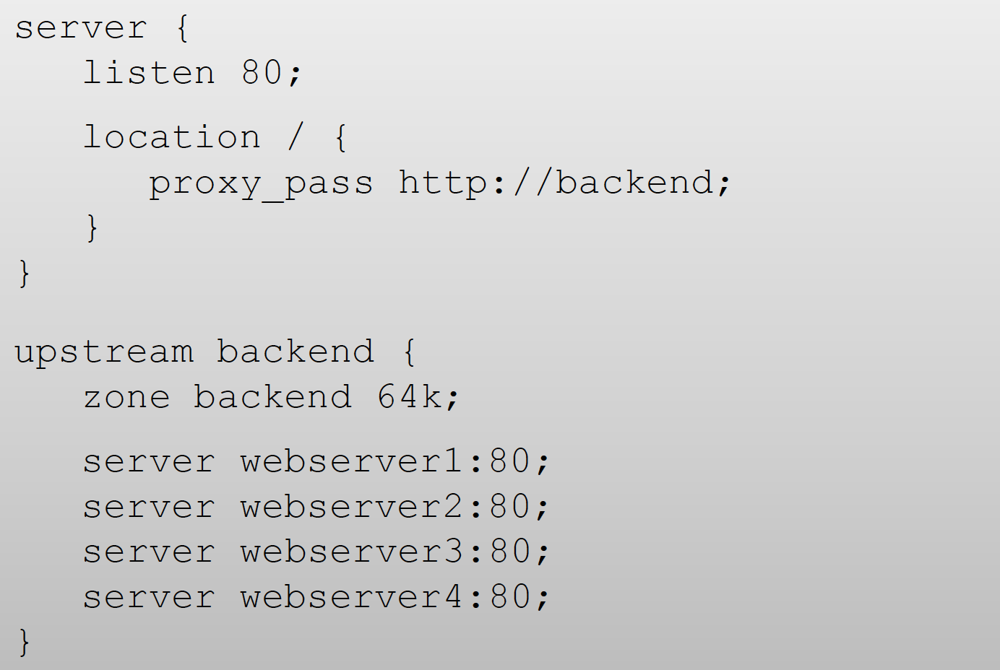 server {
   listen 80;
   location / {
      proxy_pass http://backend;
   }
}
upstream backend {
   zone backend 64k;
   server webserver1:80;
   server webserver2:80;
   server webserver3:80;
   server webserver4:80;
}